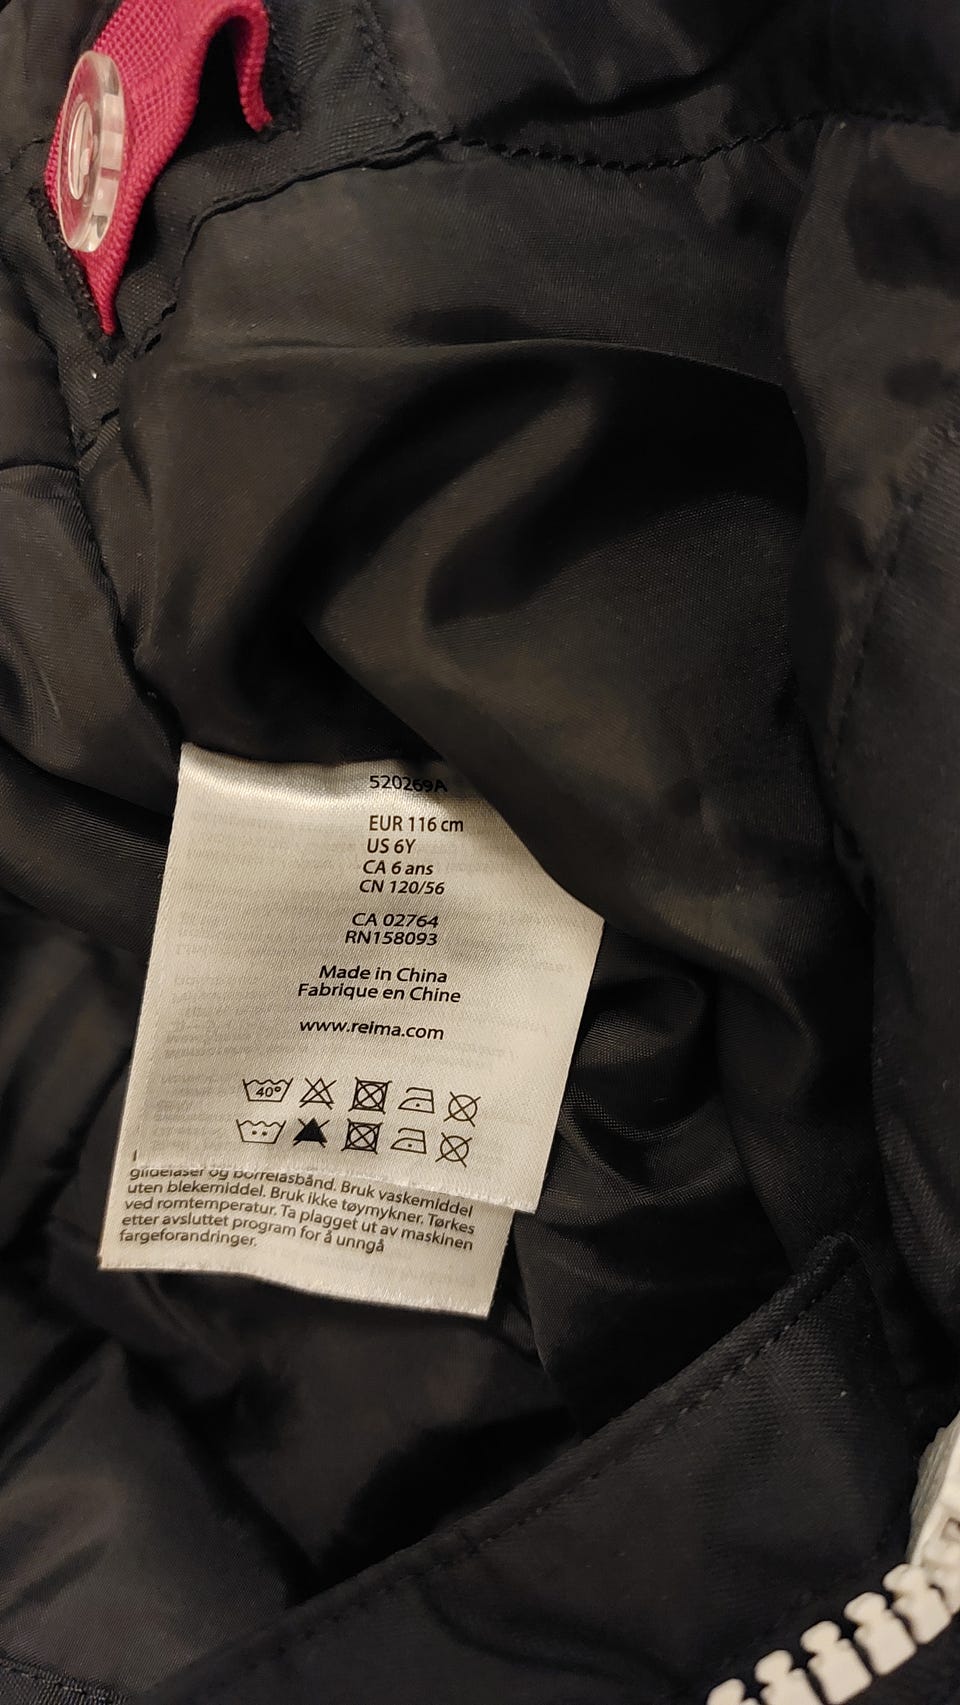 520269A
EUR 116 cm
US 6Y
CA 6 ans
CN 120/56
CA 02764
RN158093
Made in China
Fabrique en Chine
www.reima.com
40°
glidelåser og borrelåsbånd. Bruk vaskemiddel
uten blekemiddel. Bruk ikke tøymykner. Tørkes
ved romtemperatur. Ta plagget ut av maskinen
etter avsluttet program for å unngå
fargeforandringer.